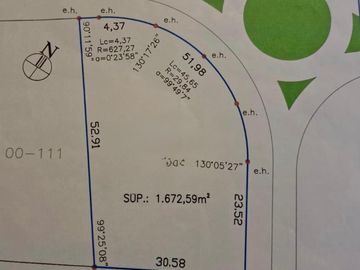 e.h.
e.h.
4,37
e.h.
Lc=4,37
R=627,27
α=0°23'58"
90°11'59"
130°17'26"
51,98
Lc=45,65
R=29,84
α=99°49'7"
e.h.
N
e.h.
52.91
00-111
130°05'27"
e.h.
SUP.: 1.672,59m²
23.52
99°25'08"
30.58